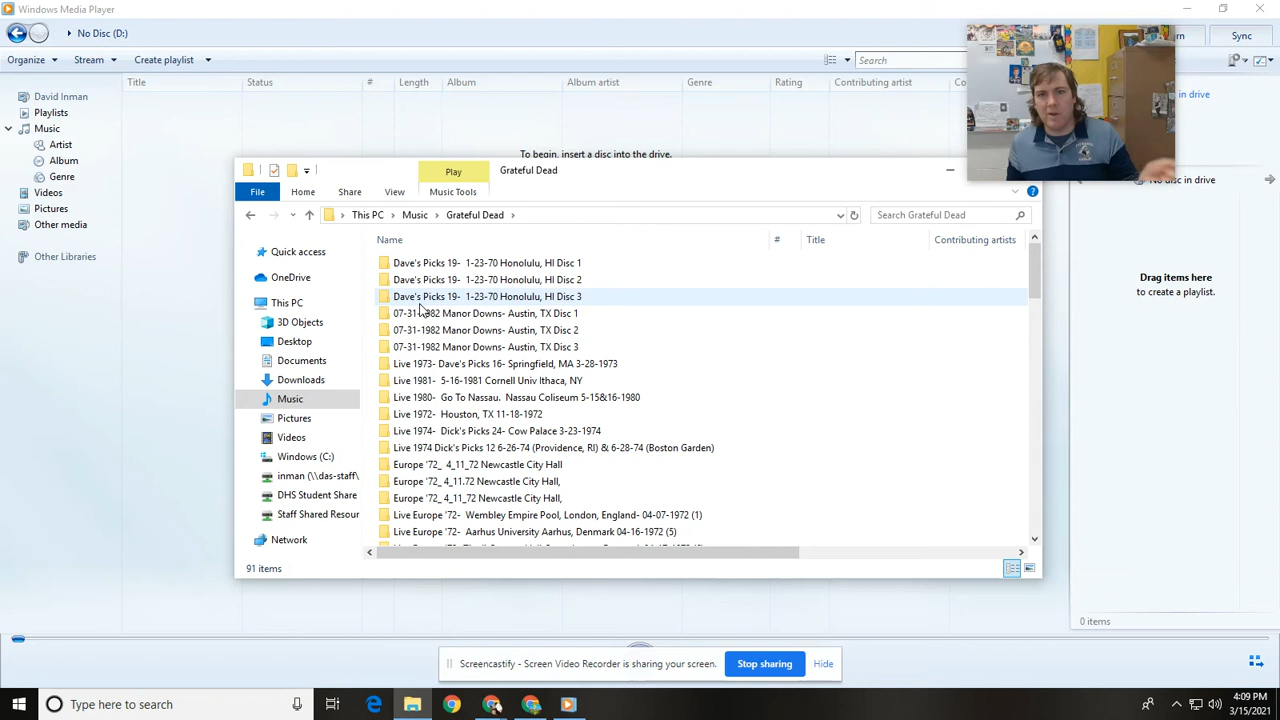 Windows Media Player
No Disc (D:)
Organize Stream Create playlist Search Sync
Title Status # Length Album Album artist Genre Rating Contributing artist
David Inman
Playlists
Music
Artist
Album
Genre
Videos
Pictures
Other media
Other Libraries
To begin, insert a disc into the drive.
in drive
No disc in drive
Drag items here
to create a playlist.
0 items
Play Grateful Dead
File Home Share View Music Tools
This PC Music Grateful Dead Search Grateful Dead
Name # Title Contributing artists
Quick access
OneDrive
This PC
3D Objects
Desktop
Documents
Downloads
Music
Pictures
Videos
Windows (C:)
inman (\\das-staff\
DHS Student Share
Staff Shared Resour
Network
Dave's Picks 19- 1-23-70 Honolulu, HI Disc 1
Dave's Picks 19- 1-23-70 Honolulu, HI Disc 2
Dave's Picks 19- 1-23-70 Honolulu, HI Disc 3
07-31-1982 Manor Downs- Austin, TX Disc 1
07-31-1982 Manor Downs- Austin, TX Disc 2
07-31-1982 Manor Downs- Austin, TX Disc 3
Live 1973- Dave's Picks 16- Springfield, MA 3-28-1973
Live 1981- 5-16-1981 Cornell Univ Ithaca, NY
Live 1980- Go To Nassau. Nassau Coliseum 5-15&16-1980
Live 1972- Houston, TX 11-18-1972
Live 1974- Dick's Picks 24- Cow Palace 3-23-1974
Live 1974 Dick's Picks 12 6-26-74 (Providence, RI) & 6-28-74 (Boston Garden)
Europe '72_ 4_11_72 Newcastle City Hall
Europe '72_ 4_11.72 Newcastle City Hall,
Europe '72_ 4_11_72 Newcastle City Hall,
Live Europe '72- Wembley Empire Pool, London, England- 04-07-1972 (1)
Live Europe '72- Aarhus University Aarhus, Denmark 04-16-1972 (5)
91 items
Screencastify - Screen Video Recorder is sharing your screen. Stop sharing Hide
Type here to search
4:09 PM
3/15/2021